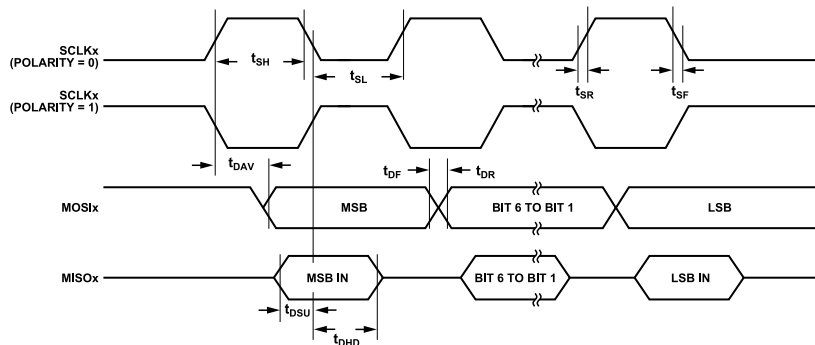 SCLKx
(POLARITY = 0)
tSH
tSL
tSR
tSF
SCLKx
(POLARITY = 1)
tDAV
tDF
tDR
MOSIx
MSB
BIT 6 TO BIT 1
LSB
MISOx
MSB IN
BIT 6 TO BIT 1
LSB IN
tDSU
tDHD